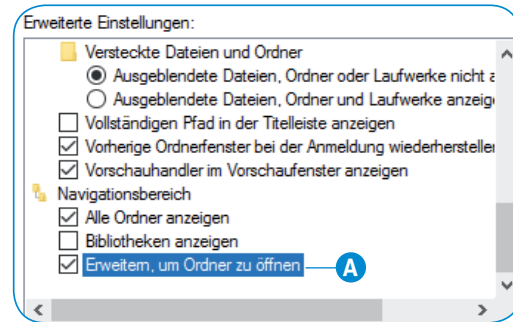 Erweiterte Einstellungen:
Versteckte Dateien und Ordner
Ausgeblendete Dateien, Ordner oder Laufwerke nicht
Ausgeblendete Dateien, Ordner und Laufwerke
Vollständigen Pfad in der Titelleiste anzeigen
Vorherige Ordnerfenster bei der Anmeldung
Vorschauhandler im Vorschaufenster anzeigen
Navigationsbereich
Alle Ordner anzeigen
Bibliotheken anzeigen
Erweitern, um Ordner zu öffnen A